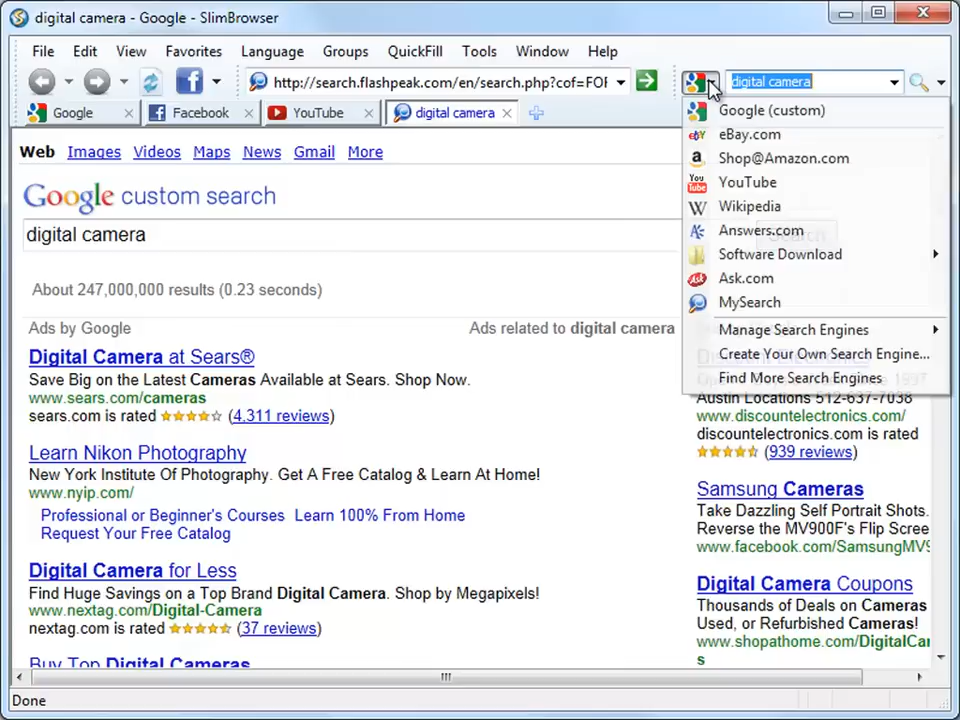 digital camera - Google - SlimBrowser
File Edit View Favorites Language Groups QuickFill Tools Window Help
http://search.flashpeak.com/en/search.php?cof=FOF
digital camera
Google Facebook YouTube digital camera
Web Images Videos Maps News Gmail More
Google custom search
digital camera
About 247,000,000 results (0.23 seconds)
Ads by Google
Ads related to digital camera
Digital Camera at Sears®
Save Big on the Latest Cameras Available at Sears. Shop Now.
www.sears.com/cameras
sears.com is rated (4,311 reviews)
Learn Nikon Photography
New York Institute Of Photography. Get A Free Catalog & Learn At Home!
www.nyip.com/
Professional or Beginner's Courses Learn 100% From Home
Request Your Free Catalog
Digital Camera for Less
Find Huge Savings on a Top Brand Digital Camera. Shop by Megapixels!
www.nextag.com/Digital-Camera
nextag.com is rated (37 reviews)
Buy Top Digital Cameras
Google (custom)
eBay.com
Shop@Amazon.com
YouTube
Wikipedia
Answers.com
Software Download
Ask.com
MySearch
Manage Search Engines
Create Your Own Search Engine...
Find More Search Engines
Austin Locations 512-637-7038
www.discountelectronics.com/
discountelectronics.com is rated
(939 reviews)
Samsung Cameras
Take Dazzling Self Portrait Shots.
Reverse the MV900F's Flip Scree
www.facebook.com/SamsungMV9
Digital Camera Coupons
Thousands of Deals on Cameras
Used, or Refurbished Cameras!
www.shopathome.com/DigitalCar
s
Done